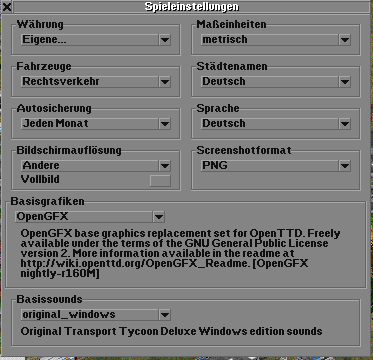 Spieleinstellungen
Währung
Eigene...
Maßeinheiten
metrisch
Fahrzeuge
Rechtsverkehr
Städtenamen
Deutsch
Autosicherung
Jeden Monat
Sprache
Deutsch
Bildschirmauflösung
Andere
Vollbild
Screenshotformat
PNG
Basisgrafiken
OpenGFX
OpenGFX base graphics replacement set for OpenTTD. Freely
available under the terms of the GNU General Public License
version 2. More information available in the readme at
http://wiki.openttd.org/OpenGFX_Readme. [OpenGFX
nightly-r160M]
Basissounds
original_windows
Original Transport Tycoon Deluxe Windows edition sounds